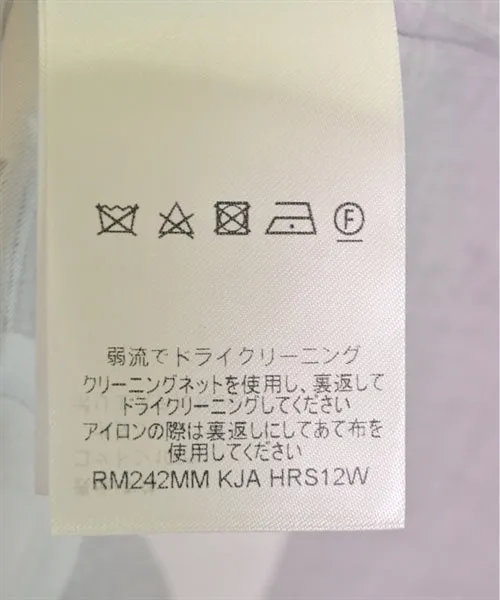 F
弱流でドライクリーニング
クリーニングネットを使用し、裏返して
ドライクリーニングしてください
アイロンの際は裏返しにしてあて布を
使用してください
RM242MM KJA HRS12W